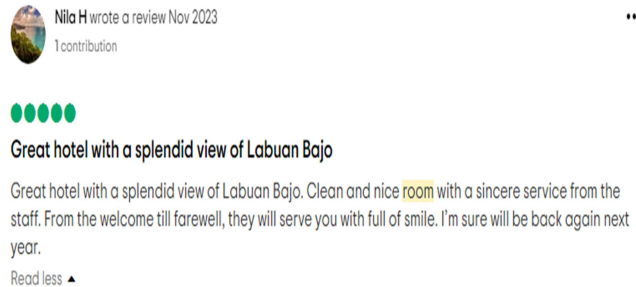 Nila H wrote a review Nov 2023
1 contribution
Great hotel with a splendid view of Labuan Bajo
Great hotel with a splendid view of Labuan Bajo. Clean and nice room with a sincere service from the
staff. From the welcome till farewell, they will serve you with full of smile. I'm sure will be back again next
year.
Read less